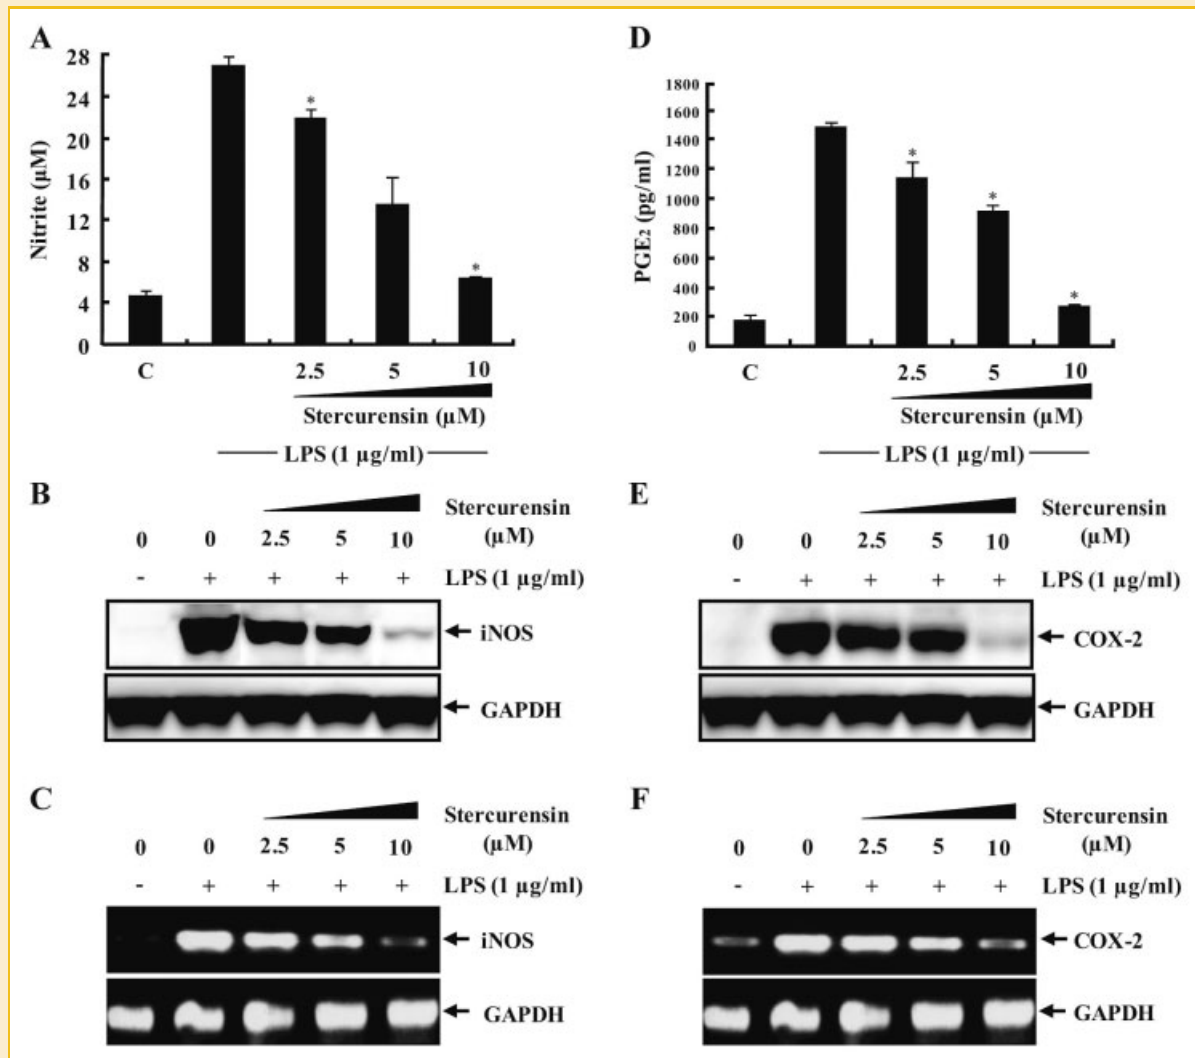 A
Nitrite (μM)
28
24
20
16
12
8
4
0
*
*
C
2.5
5
10
Stercurensin (μM)
LPS (1 μg/ml)
D
PGE2 (pg/ml)
1800
1600
1400
1200
1000
800
600
400
200
0
*
*
*
C
2.5
5
10
Stercurensin (μM)
LPS (1 μg/ml)
B
Stercurensin
0 0 2.5 5 10 (μM)
- + + + + LPS (1 μg/ml)
iNOS
GAPDH
E
Stercurensin
0 0 2.5 5 10 (μM)
- + + + + LPS (1 μg/ml)
COX-2
GAPDH
C
Stercurensin
0 0 2.5 5 10 (μM)
- + + + + LPS (1 μg/ml)
iNOS
GAPDH
F
Stercurensin
0 0 2.5 5 10 (μM)
- + + + + LPS (1 μg/ml)
COX-2
GAPDH